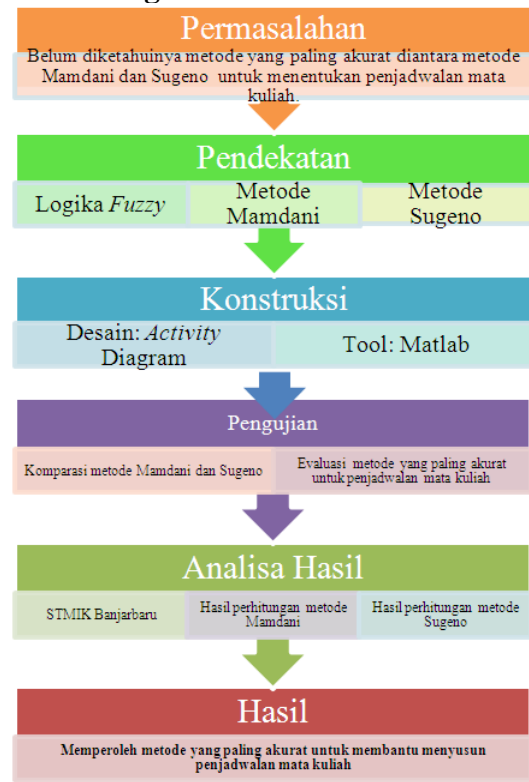 Permasalahan
Belum diketahuinya metode yang paling akurat diantara metode
Mamdani dan Sugeno untuk menentukan penjadwalan mata
kuliah.
Pendekatan
Logika Fuzzy
Metode
Mamdani
Metode
Sugeno
Konstruksi
Desain: Activity
Diagram
Tool: Matlab
Pengujian
Komparasi metode Mamdani dan Sugeno
Evaluasi metode yang paling akurat
untuk penjadwalan mata kuliah
Analisa Hasil
STMIK Banjarbaru
Hasil perhitungan metode
Mamdani
Hasil perhitungan metode
Sugeno
Hasil
Memperoleh metode yang paling akurat untuk membantu menyusun
penjadwalan mata kuliah